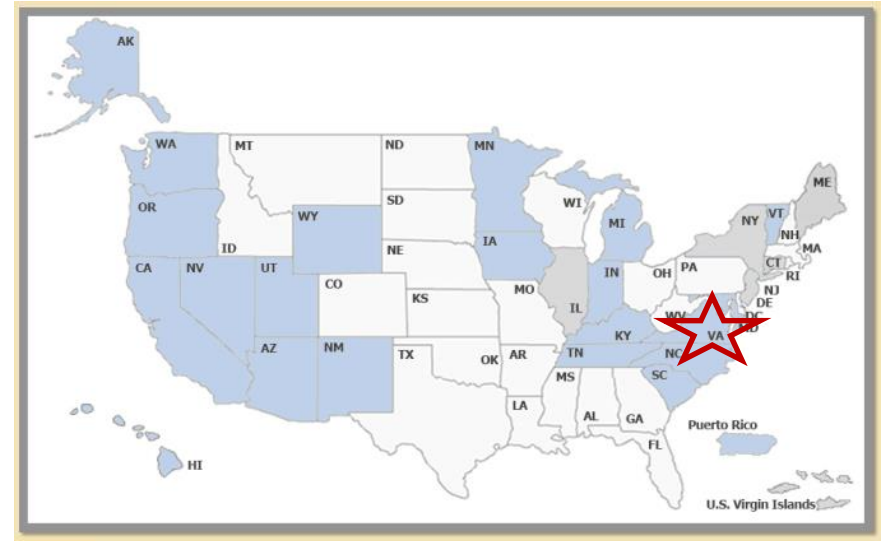 AK
WA
MT
ND
MN
ME
OR
SD
WI
NY
VT
WY
MI
NH
ID
NE
IA
MA
CA
NV
UT
IN
OH
PA
CT
RI
CO
MO
NJ
KS
IL
DE
WV
DC
KY
VA
MD
AZ
NM
TX
OK
AR
TN
NC
MS
SC
LA
AL
GA
Puerto Rico
FL
HI
U.S. Virgin Islands